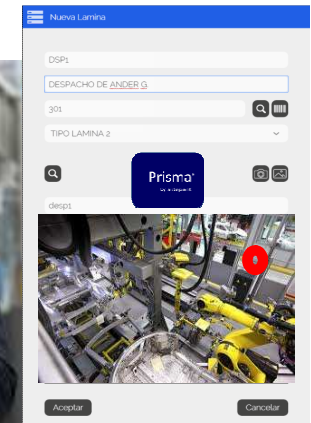 Nueva Lamina
DSP1
DESPACHO DE ANDER G.
301
TIPO LAMINA 2
Prisma
desp1
Aceptar
Cancelar